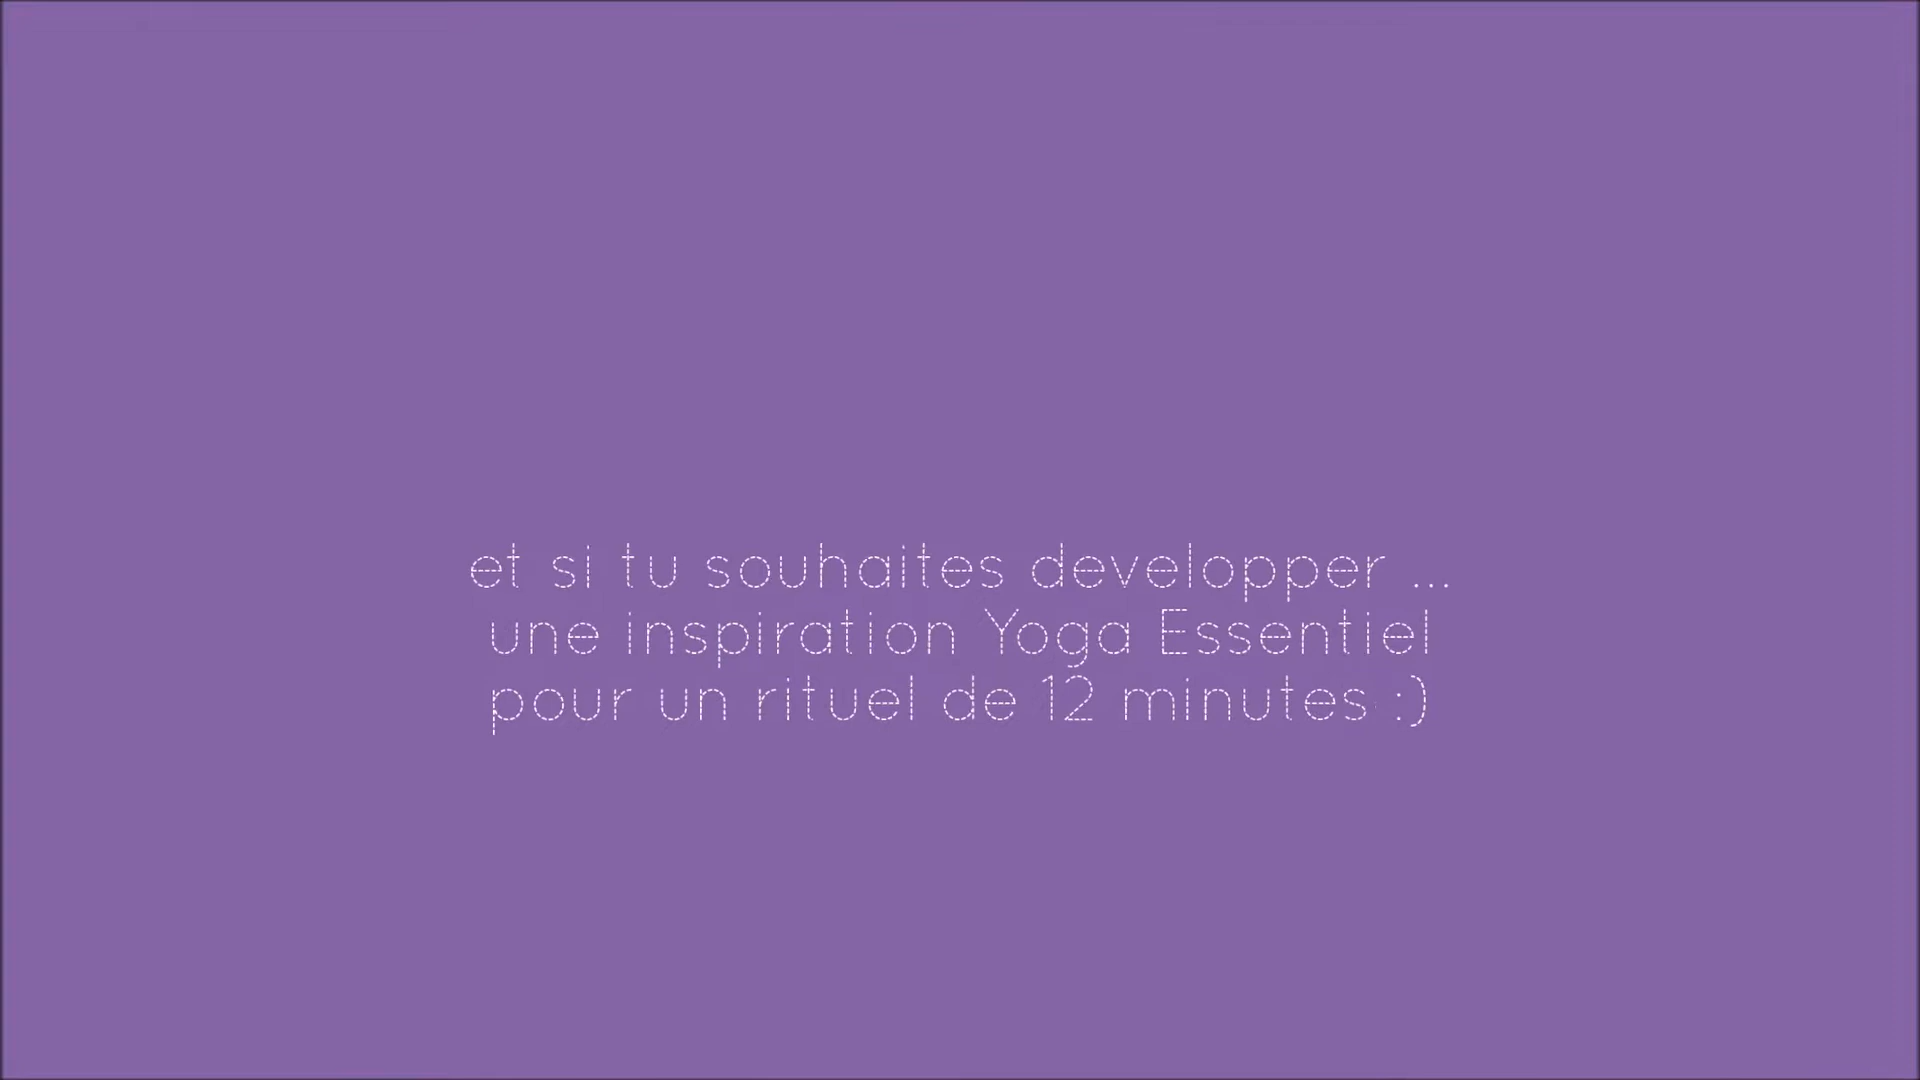 et si tu souhaites developper ...
une inspiration Yoga Essentiel
pour un rituel de 12 minutes :)